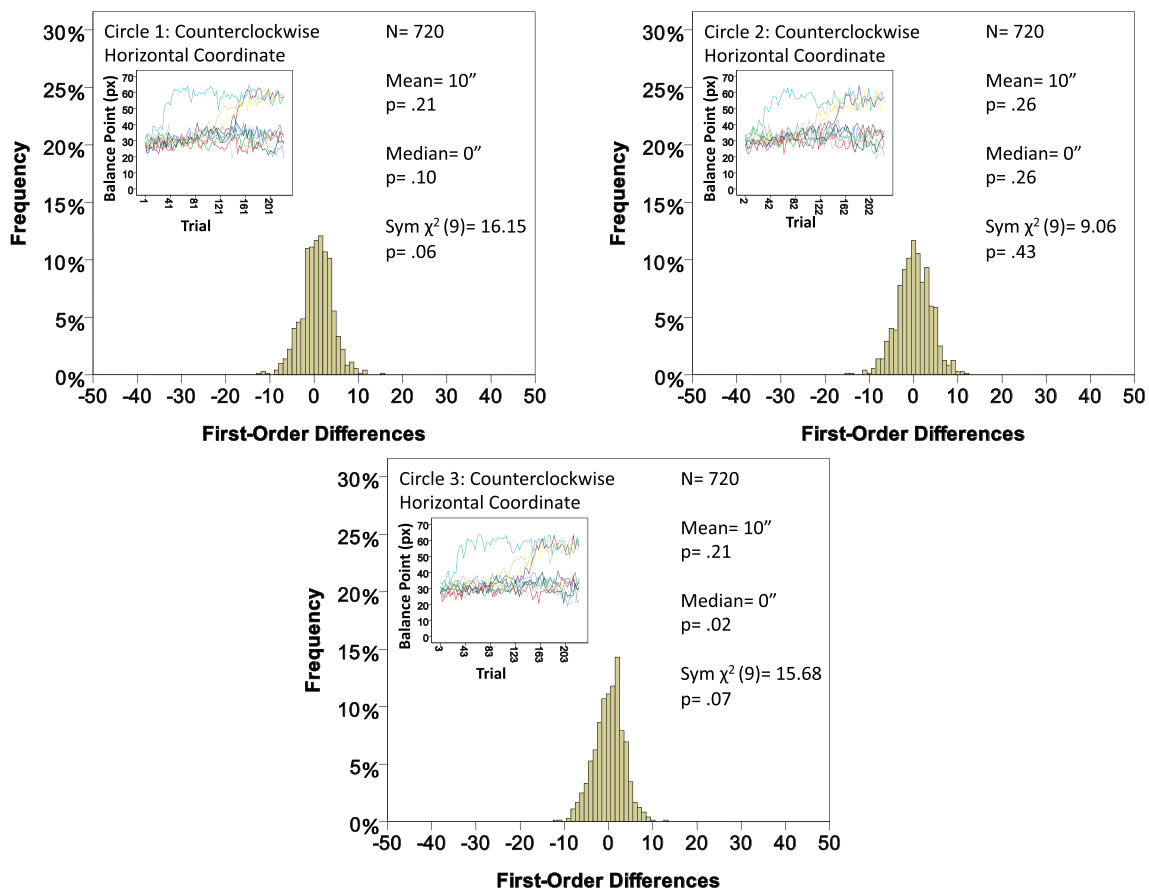 Circle 1: Counterclockwise
Horizontal Coordinate
N= 720
Mean= 10”
p= .21
Median= 0”
p= .10
Sym χ² (9)= 16.15
p= .06
Balance Point (px)
70
60
50
40
30
20
10
0
1
41
81
121
161
201
Trial
Frequency
30%
25%
20%
15%
10%
5%
0%
-50 -40 -30 -20 -10 0 10 20 30 40 50
First-Order Differences
Circle 2: Counterclockwise
Horizontal Coordinate
N= 720
Mean= 10”
p= .26
Median= 0”
p= .26
Sym χ² (9)= 9.06
p= .43
Balance Point (px)
70
60
50
40
30
20
10
0
2
42
82
122
162
202
Trial
Frequency
30%
25%
20%
15%
10%
5%
0%
-50 -40 -30 -20 -10 0 10 20 30 40 50
First-Order Differences
Circle 3: Counterclockwise
Horizontal Coordinate
N= 720
Mean= 10”
p= .21
Median= 0”
p= .02
Sym χ² (9)= 15.68
p= .07
Balance Point (px)
70
60
50
40
30
20
10
0
3
43
83
123
163
203
Trial
Frequency
30%
25%
20%
15%
10%
5%
0%
-50 -40 -30 -20 -10 0 10 20 30 40 50
First-Order Differences